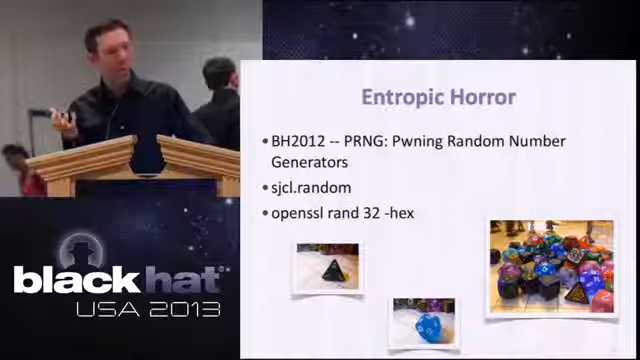 Entropic Horror
•BH2012 -- PRNG: Pwning Random Number
Generators
•sjcl.random
•openssl rand 32 -hex
black hat®
USA 2013